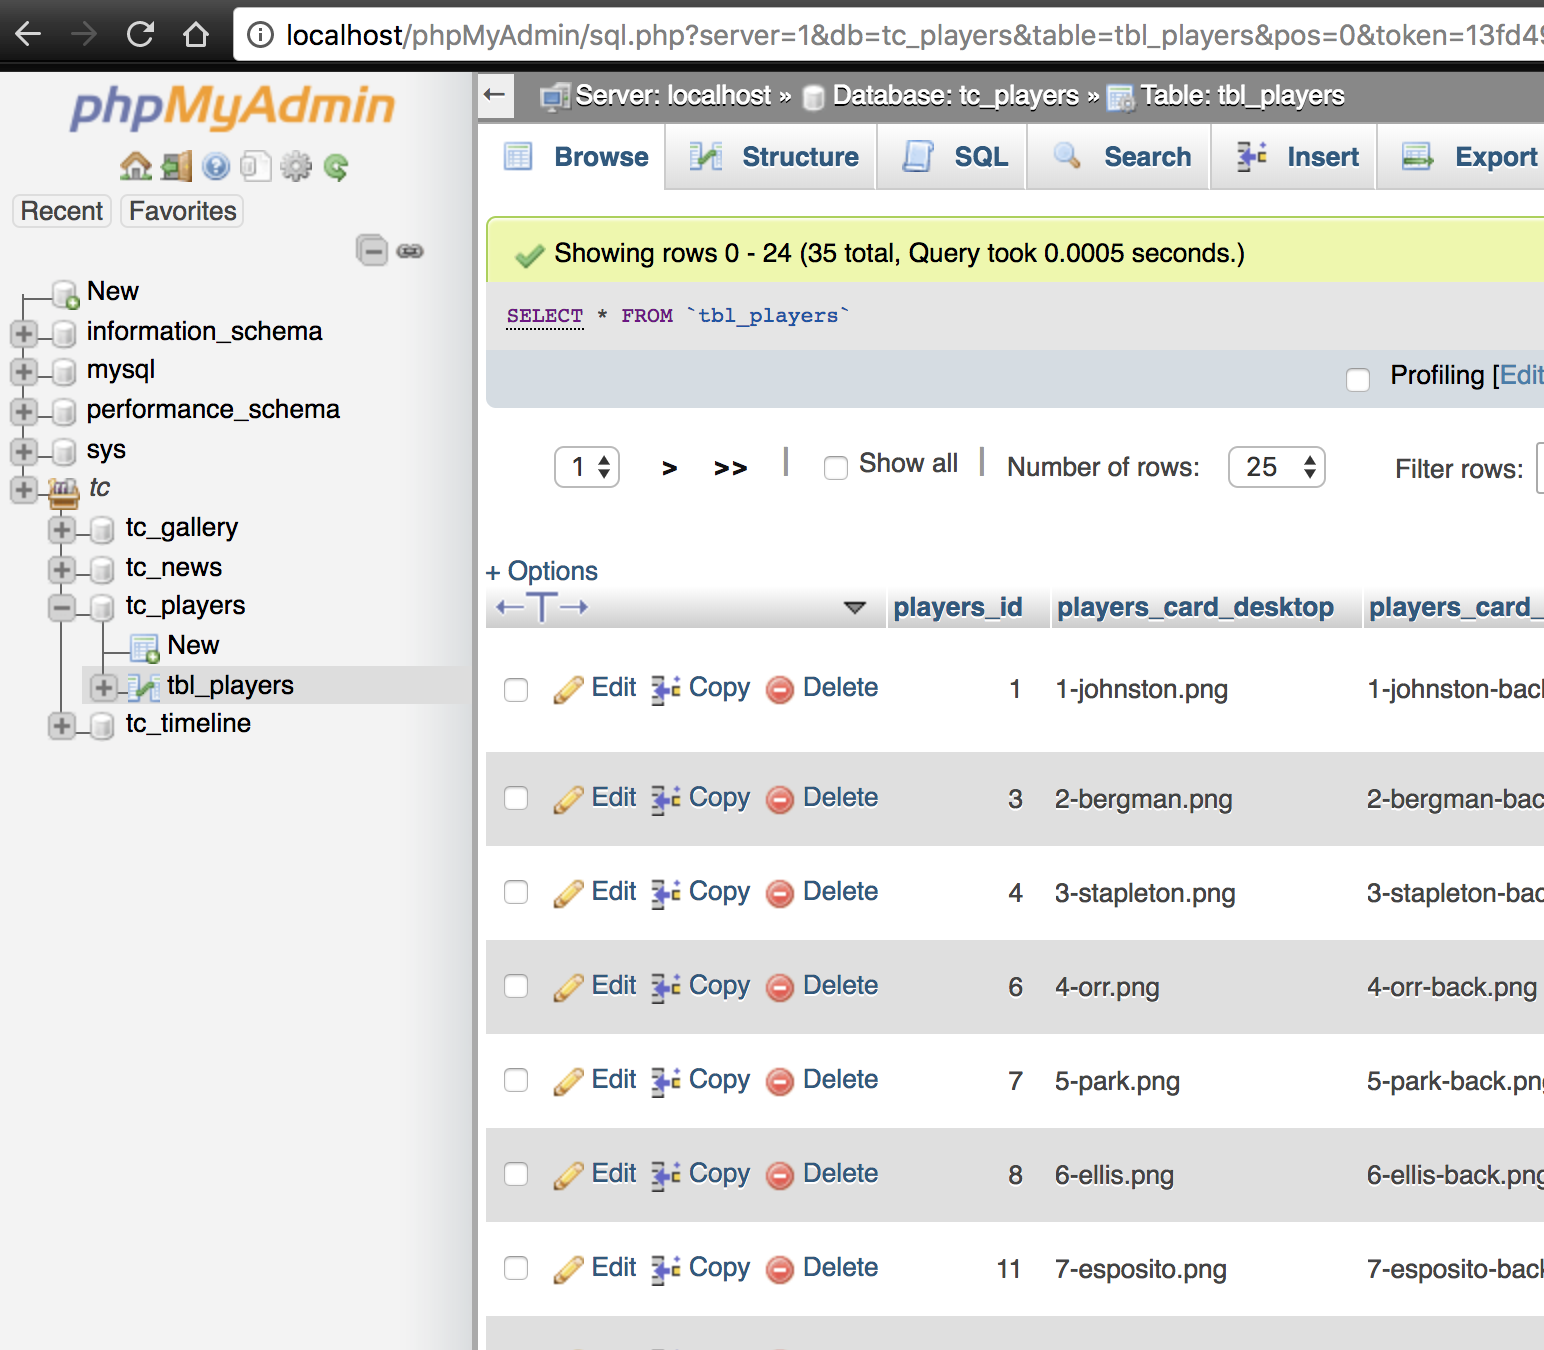 localhost/phpMyAdmin/sql.php?server=1&db=tc_players&table=tbl_players&pos=0&token=13fd49
phpMyAdmin
Recent Favorites
New
information_schema
mysql
performance_schema
sys
tc
tc_gallery
tc_news
tc_players
New
tbl_players
tc_timeline
Server: localhost » Database: tc_players » Table: tbl_players
Browse Structure SQL Search Insert Export
Showing rows 0 - 24 (35 total, Query took 0.0005 seconds.)
SELECT * FROM `tbl_players`
Profiling [Edit
1 > >> | Show all | Number of rows: 25 Filter rows:
+ Options
←T→ players_id players_card_desktop players_card_
Edit Copy Delete 1 1-johnston.png 1-johnston-back
Edit Copy Delete 3 2-bergman.png 2-bergman-bac
Edit Copy Delete 4 3-stapleton.png 3-stapleton-bac
Edit Copy Delete 6 4-orr.png 4-orr-back.png
Edit Copy Delete 7 5-park.png 5-park-back.png
Edit Copy Delete 8 6-ellis.png 6-ellis-back.png
Edit Copy Delete 11 7-esposito.png 7-esposito-back